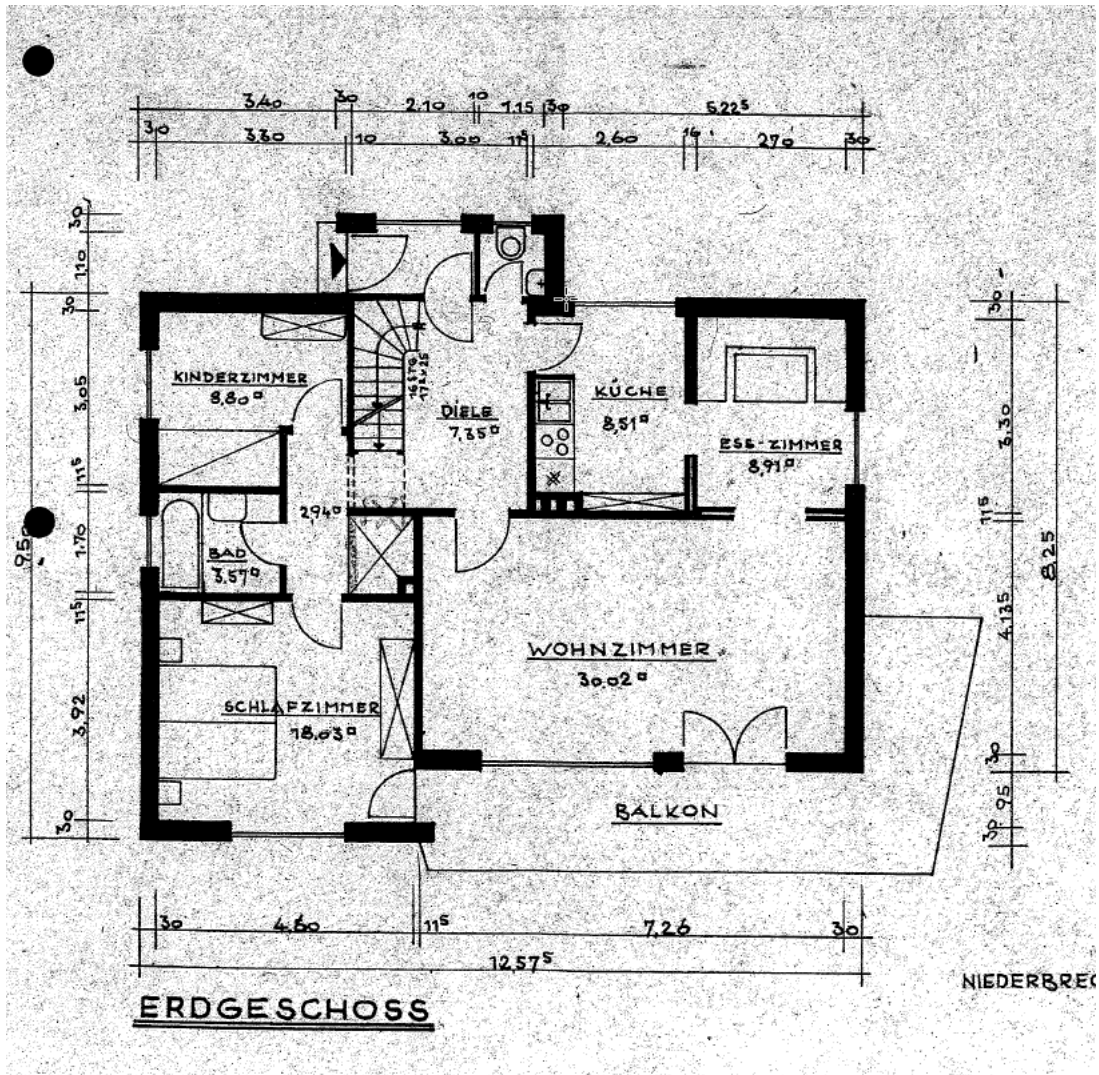 3.40 30 2.10 10 1.15 30 5.22⁵
30 3.30 10 3.00 11⁵ 2,60 16 270 30
30
1.10
30
3.05
11⁵
1.70
11⁵
3,92
30
9.50
KINDERZIMMER
8,80□
16 STG.
DIELE
7,35□
KÜCHE
8,51□
ESS-ZIMMER
8,91□
2,94□
BAD
3,57□
WOHNZIMMER
30.02□
SCHLAFZIMMER
18.03□
BALKON
30
3.30
11⁵
4.135
30
95
30
8.25
30 4.60 11⁵ 7,26 30
12,57⁵
NIEDERBREC
ERDGESCHOSS